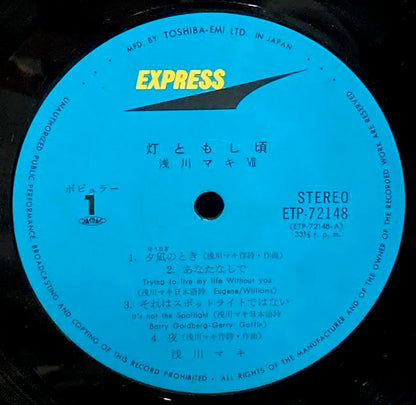 MFD. BY TOSHIBA-EMI LTD. IN JAPAN
EXPRESS
灯ともし頃
浅川マキ Ⅶ
ポピュラー
1
STEREO
ETP-72148
(ETP-72148-A)
33⅓ r. p. m.
ゆうなぎ
1. 夕凪のとき (浅川マキ作詩・作曲)
2. あなたなしで
Trying to live my life Without you
(浅川マキ日本語詩 Eugene/Williams)
3. それはスポットライトではない
It's not the Spotlight (浅川マキ日本語詩
Barry Goldberg-Gerry Goffin)
4. 夜 (浅川マキ作詩・作曲)
浅川マキ
UNAUTHORIZED PUBLIC PERFORMANCE, BROADCASTING AND COPYING OF THIS RECORD PROHIBITED • ALL RIGHTS OF THE MANUFACTURER AND OF THE OWNER OF THE RECORDED WORK ARE RESERVED